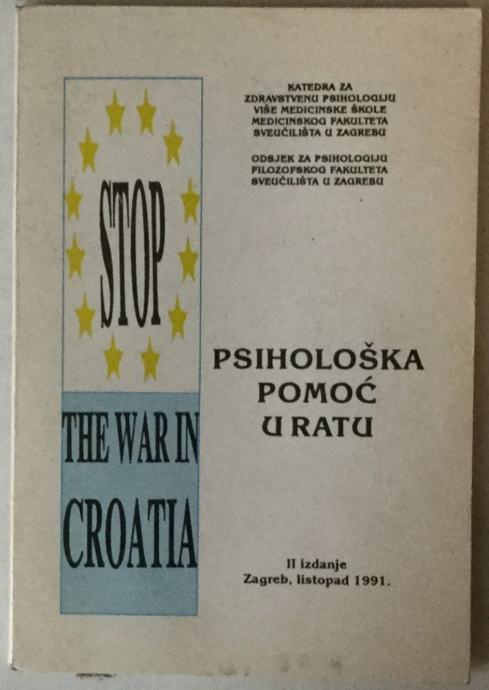 STOP
THE WAR IN
CROATIA
KATEDRA ZA
ZDRAVSTVENU PSIHOLOGIJU
VIŠE MEDICINSKE ŠKOLE
MEDICINSKOG FAKULTETA
SVEUČILIŠTA U ZAGREBU
ODSJEK ZA PSIHOLOGIJU
FILOZOFSKOG FAKULTETA
SVEUČILIŠTA U ZAGREBU
PSIHOLOŠKA
POMOĆ
U RATU
II izdanje
Zagreb, listopad 1991.